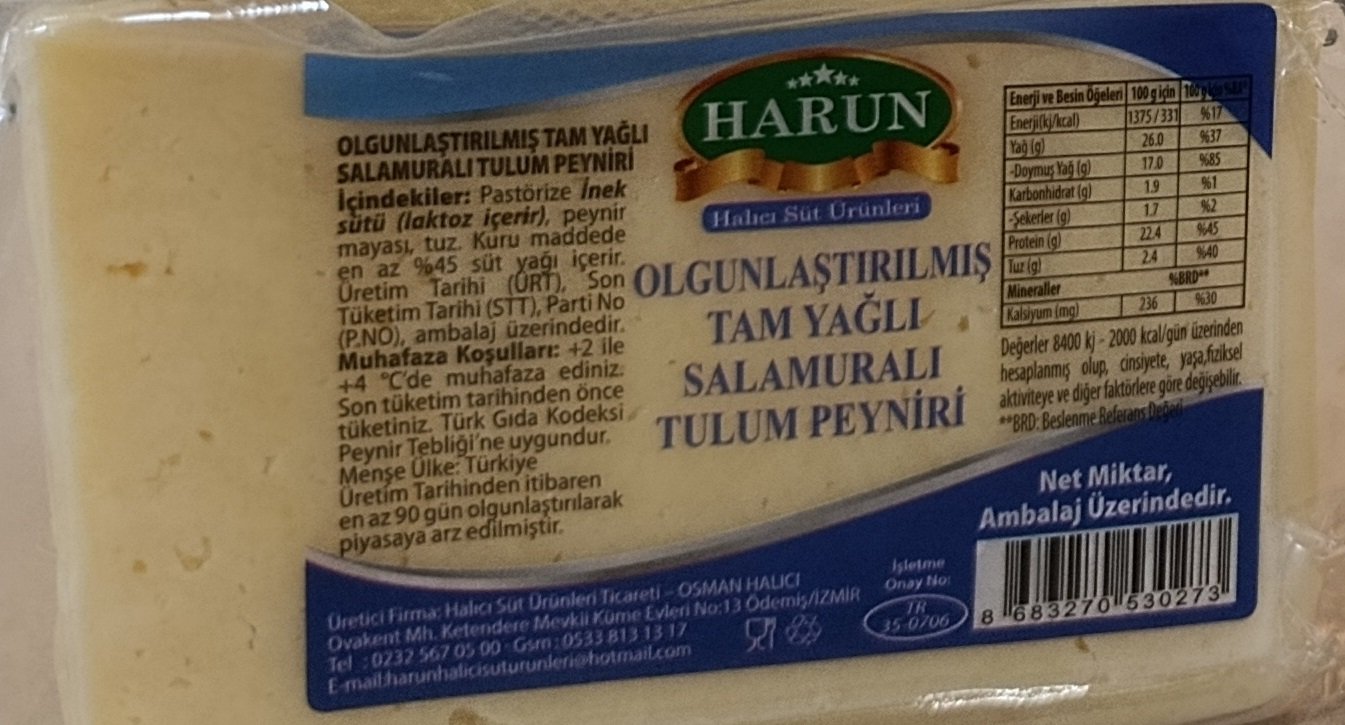 OLGUNLAŞTIRILMIŞ TAM YAĞLI
SALAMURALI TULUM PEYNİRİ
İçindekiler: Pastörize İnek
sütü (laktoz içerir), peynir
mayası, tuz. Kuru maddede
en az %45 süt yağı içerir.
Üretim Tarihi (ÜRT), Son
Tüketim Tarihi (STT), Parti No
(P.NO), ambalaj üzerindedir.
Muhafaza Koşulları: +2 ile
+4 °C'de muhafaza ediniz.
Son tüketim tarihinden önce
tüketiniz. Türk Gıda Kodeksi
Peynir Tebliği'ne uygundur.
Menşe Ülke: Türkiye
Üretim Tarihinden itibaren
en az 90 gün olgunlaştırılarak
piyasaya arz edilmiştir.
HARUN
Halıcı Süt Ürünleri
OLGUNLAŞTIRILMIŞ
TAM YAĞLI
SALAMURALI
TULUM PEYNİRİ
Enerji ve Besin Öğeleri 100 g için 100 g için %BRD**
Enerji(kj/kcal) 1375 / 331 %17
Yağ (g) 26.0 %37
-Doymuş Yağ (g) 17.0 %85
Karbonhidrat (g) 1.9 %1
-Şekerler (g) 1.7 %2
Protein (g) 22.4 %45
Tuz (g) 2.4 %40
Mineraller %BRD**
Kalsiyum (mg) 236 %30
Değerler 8400 kj - 2000 kcal/gün üzerinden
hesaplanmış olup, cinsiyete, yaşa,fiziksel
aktiviteye ve diğer faktörlere göre değişebilir.
**BRD: Beslenme Referans Değeri
Net Miktar,
Ambalaj Üzerindedir.
8 683270 530273
Üretici Firma: Halıcı Süt Ürünleri Ticareti - OSMAN HALICI
Ovakent Mh. Ketendere Mevkii Küme Evleri No:13 Ödemiş/İZMİR
Tel : 0232 567 05 00 - Gsm : 0533 813 13 17
E-mail:harunhalicisuturunleri@hotmail.com
İşletme
Onay No:
TR
35-0706